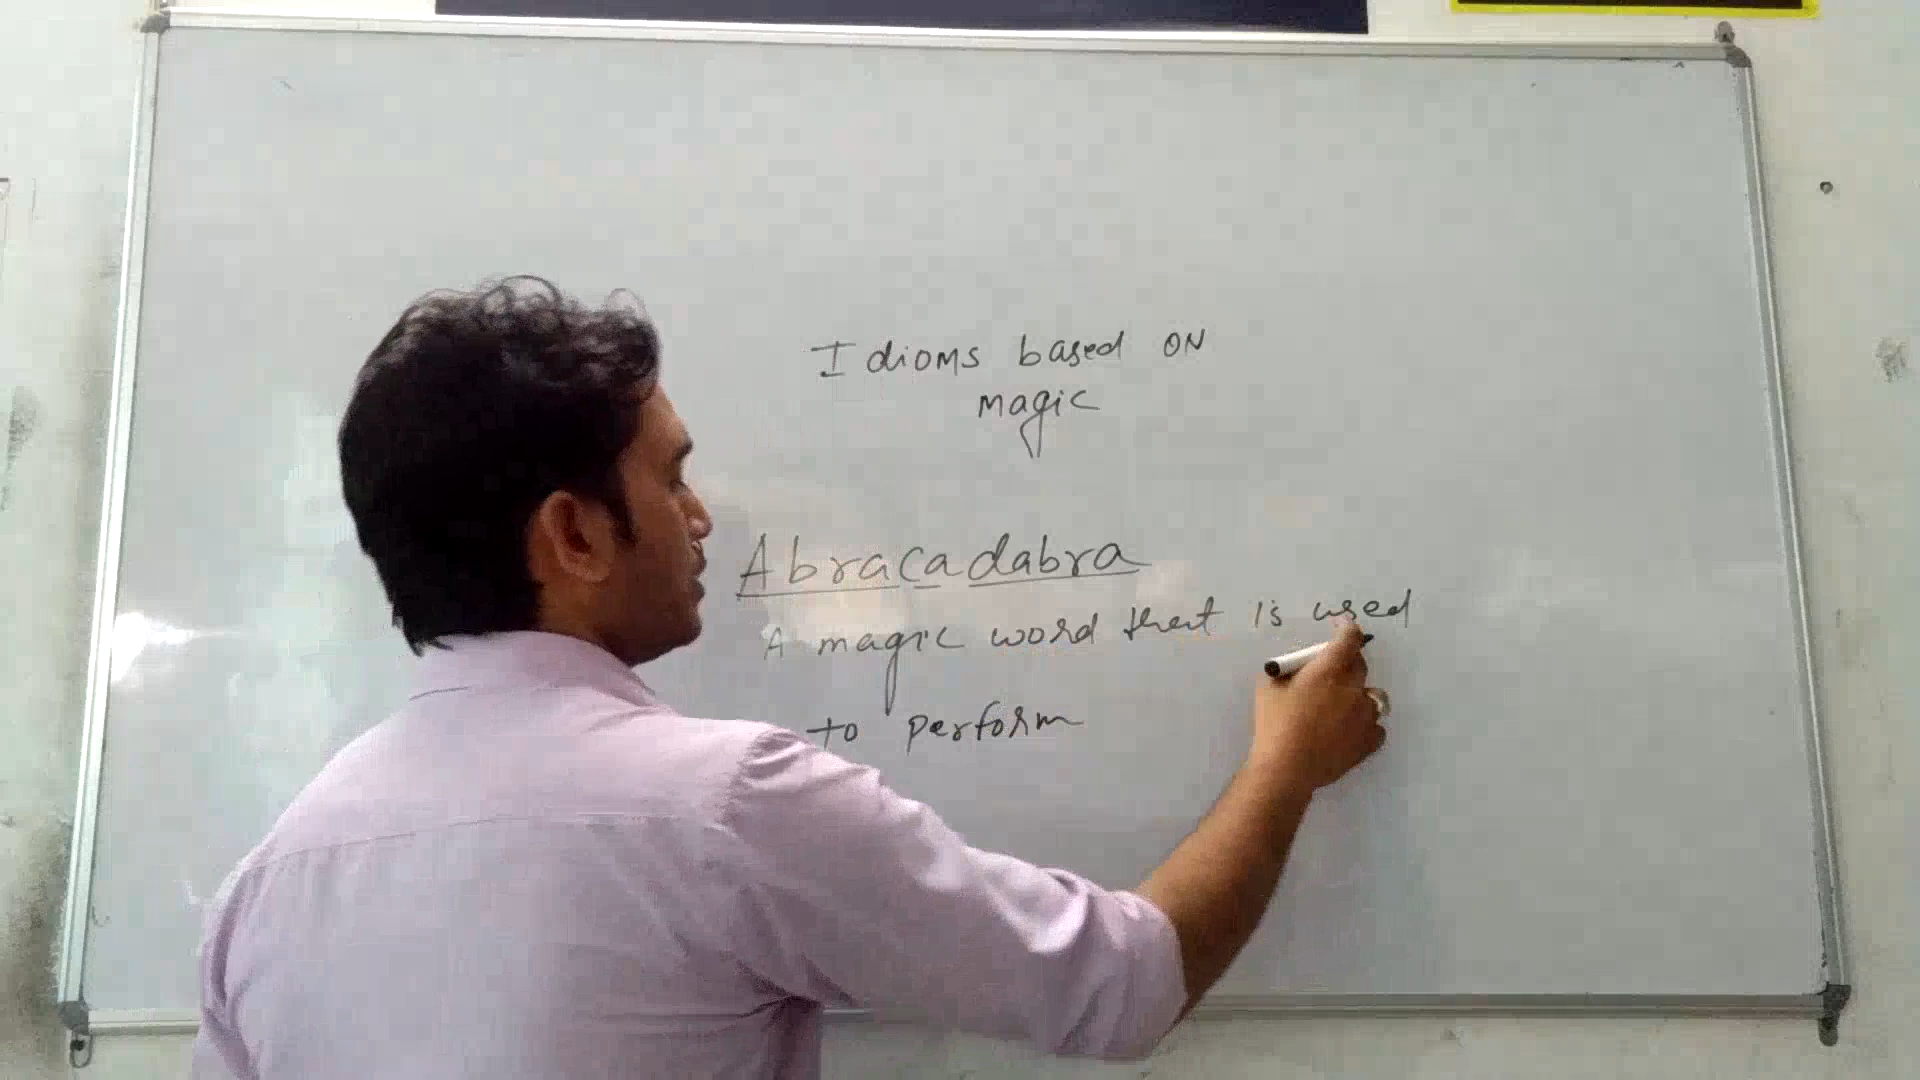 Idioms based ON
magic
Abracadabra
A magic word that is used
to perform